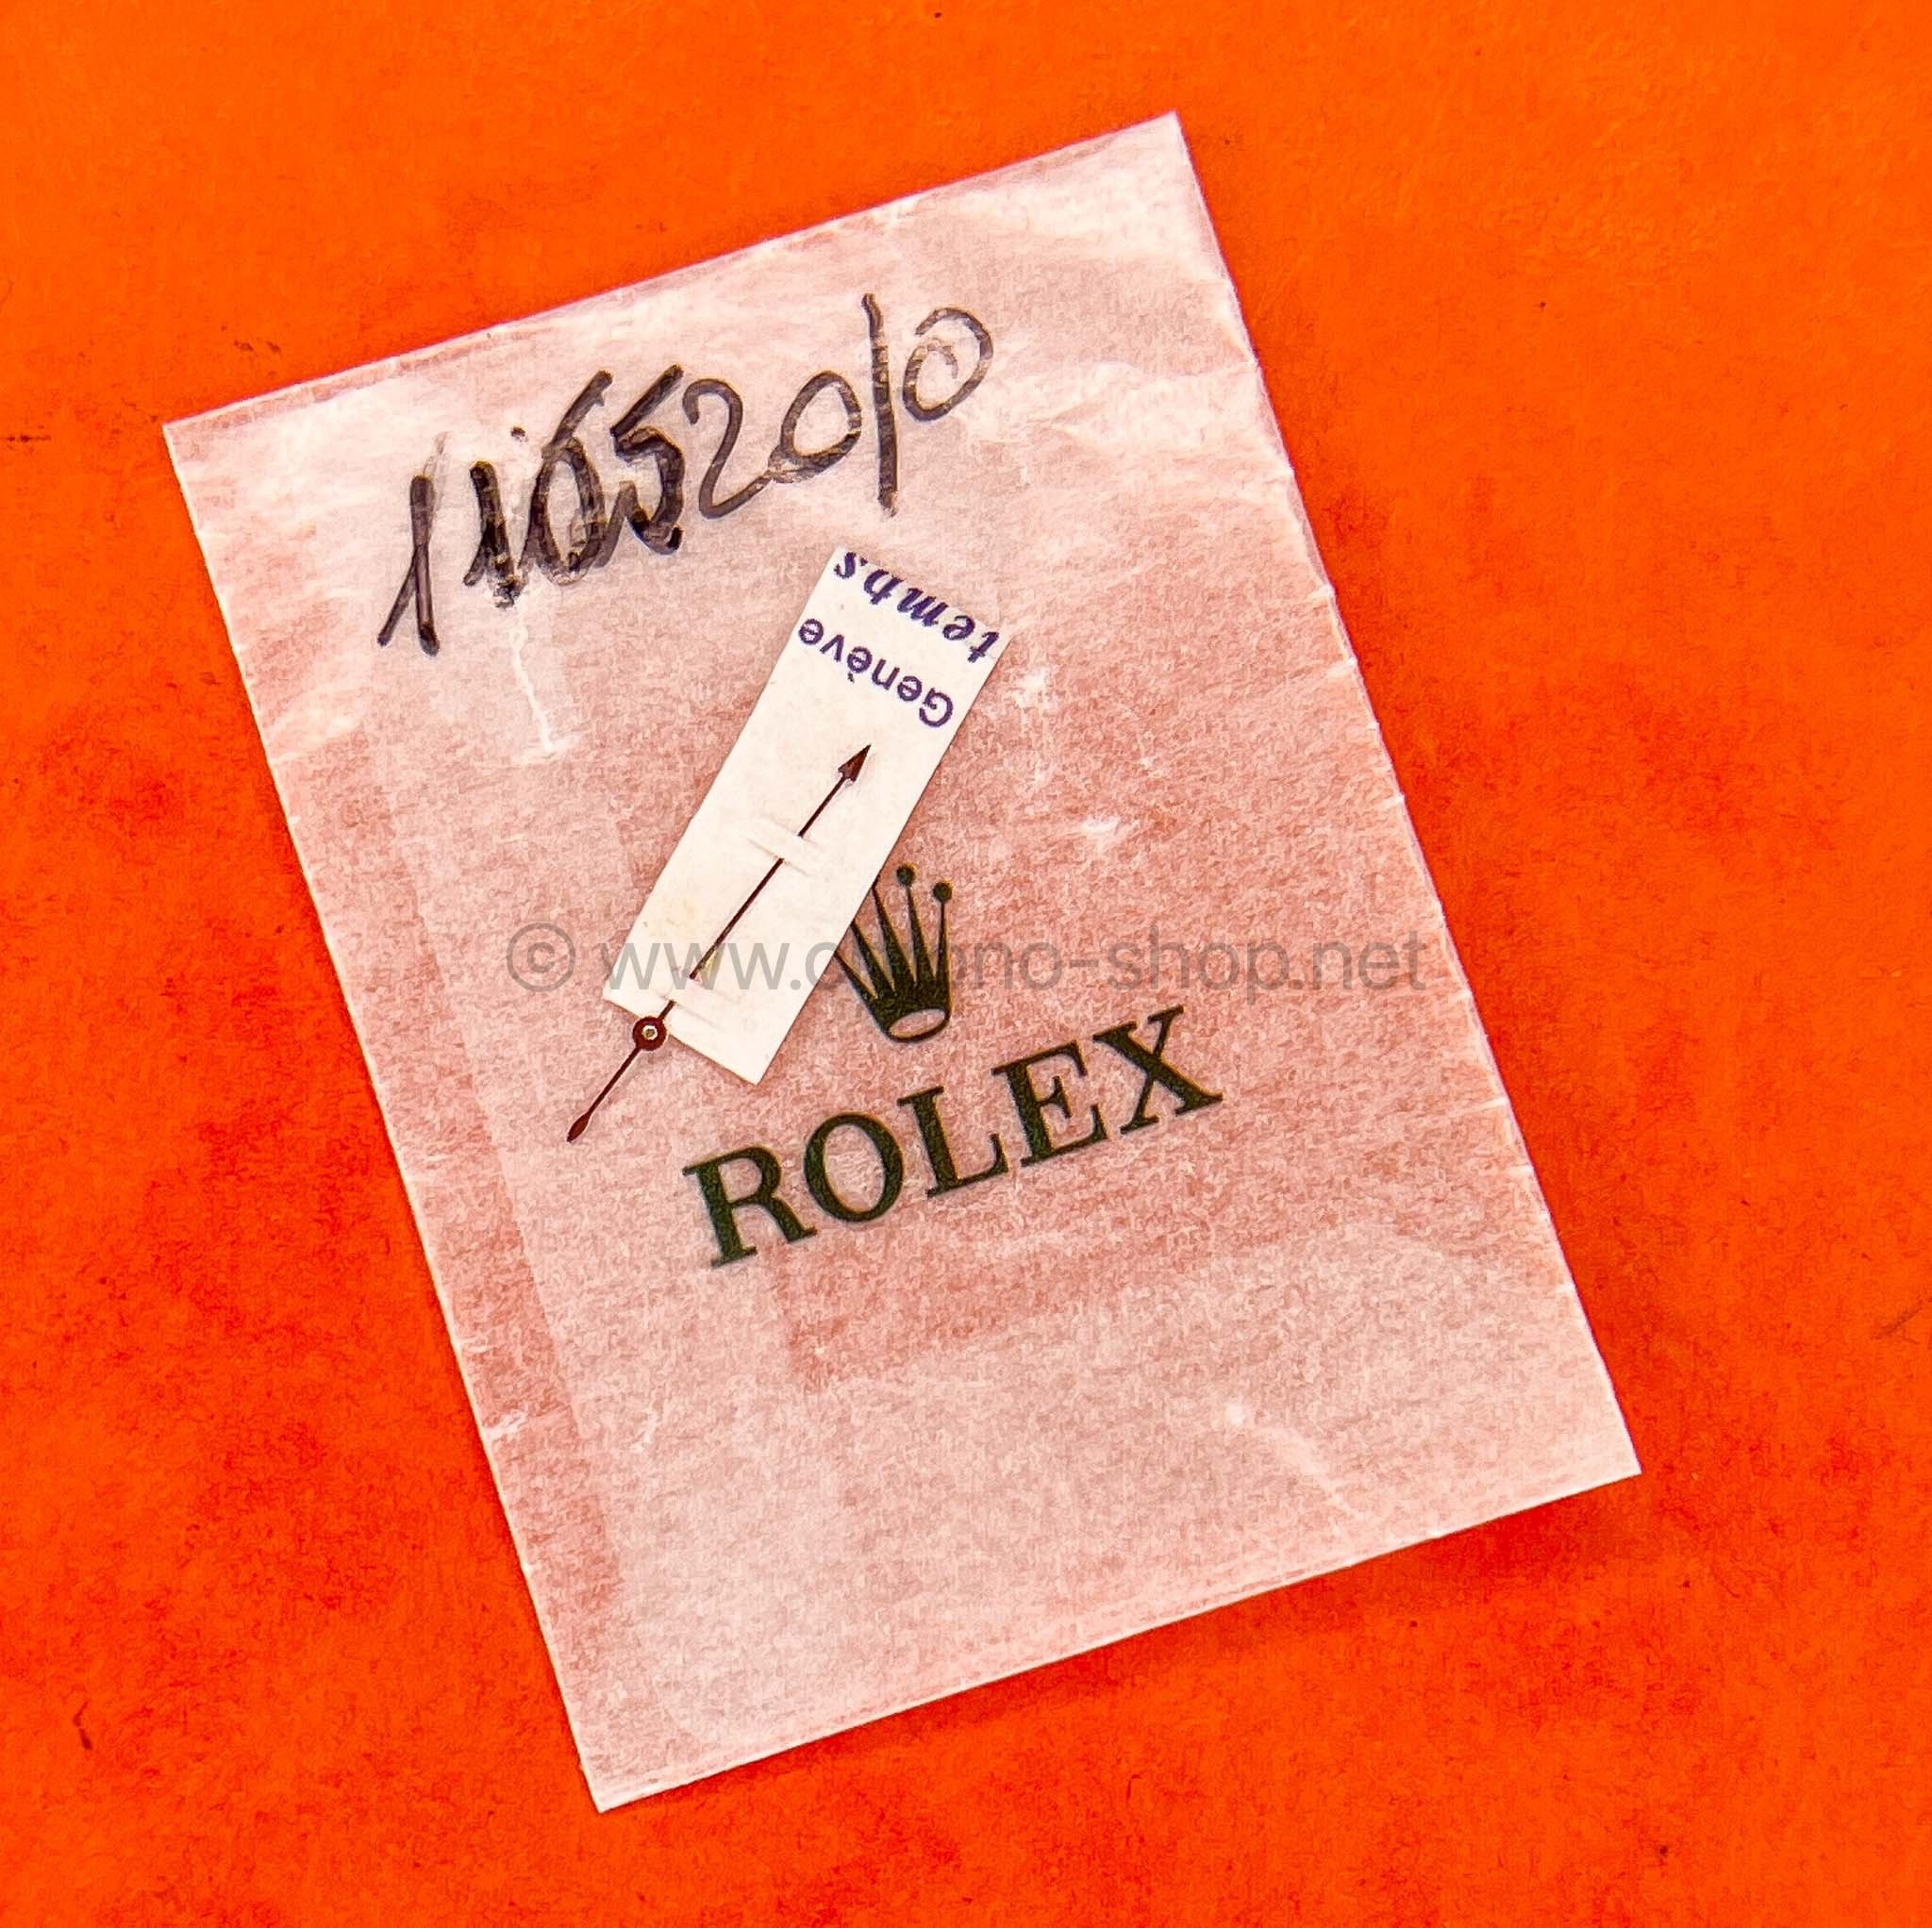 116520/0
temps
Genève
© www.chrono-shop.net
ROLEX